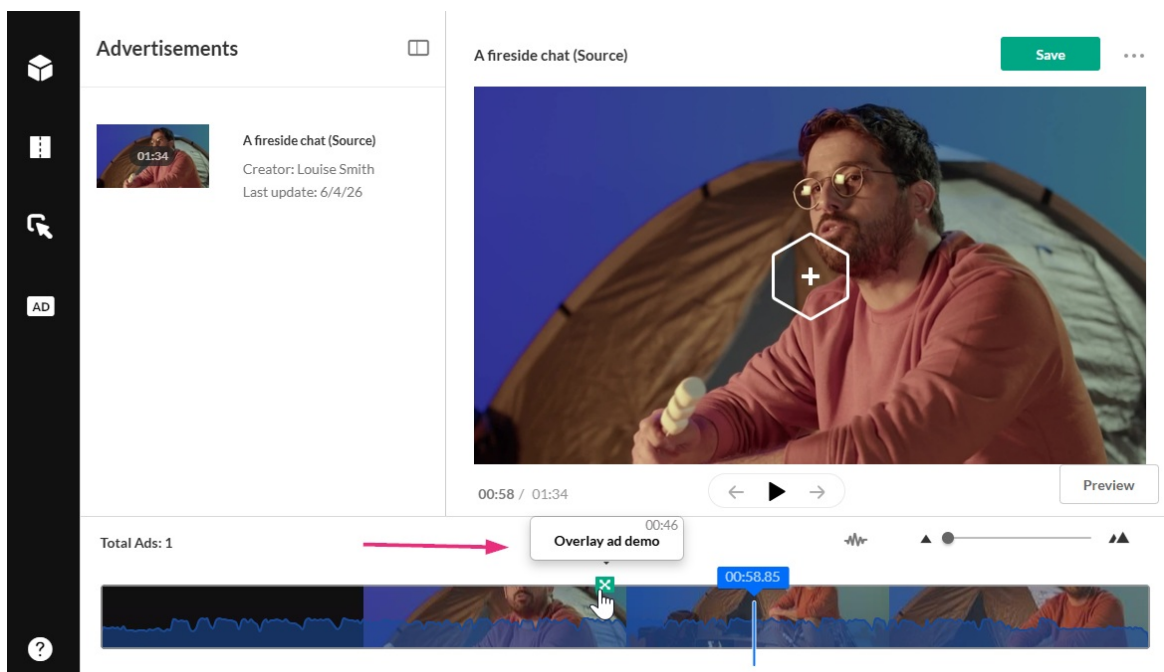 Advertisements
A fireside chat (Source)
Save
01:34
A fireside chat (Source)
Creator: Louise Smith
Last update: 6/4/26
AD
+
00:58 / 01:34
Preview
Total Ads: 1
00:46
Overlay ad demo
00:58.85
?